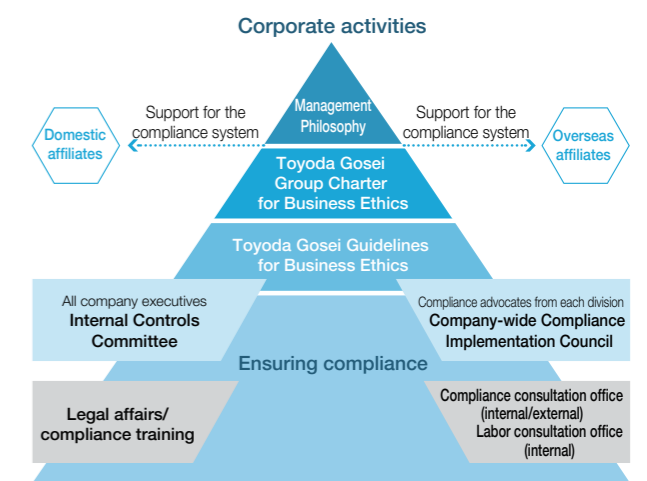 Corporate activities
Management
Philosophy
Support for the
compliance system
Support for the
compliance system
Domestic
affiliates
Overseas
affiliates
Toyoda Gosei
Group Charter
for Business Ethics
Toyoda Gosei Guidelines
for Business Ethics
All company executives
Internal Controls
Committee
Compliance advocates from each division
Company-wide Compliance
Implementation Council
Ensuring compliance
Legal affairs/
compliance training
Compliance consultation office
(internal/external)
Labor consultation office
(internal)